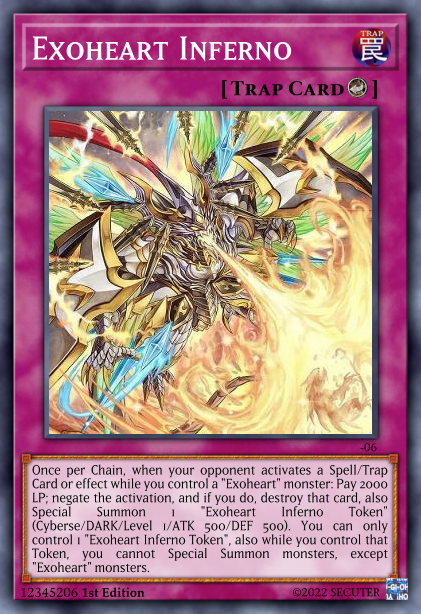 Exoheart Inferno
TRAP
罠
[Trap Card]
-06
Once per Chain, when your opponent activates a Spell/Trap
Card or effect while you control a "Exoheart" monster: Pay 2000
LP; negate the activation, and if you do, destroy that card, also
Special Summon 1 "Exoheart Inferno Token"
(Cyberse/DARK/Level 1/ATK 500/DEF 500). You can only
control 1 "Exoheart Inferno Token", also while you control that
Token, you cannot Special Summon monsters, except
"Exoheart" monsters.
12345206 1st Edition
©2022 SECUTER